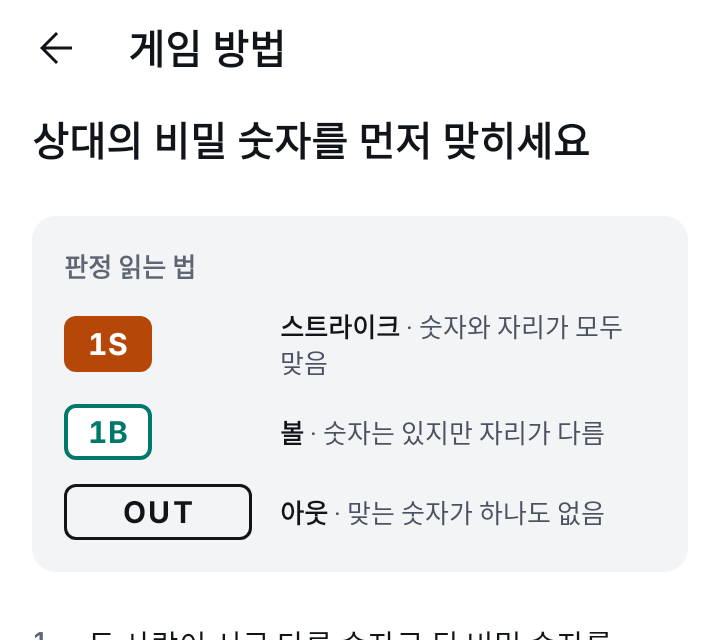 게임 방법
상대의 비밀 숫자를 먼저 맞히세요
판정 읽는 법
1S
스트라이크 · 숫자와 자리가 모두
맞음
1B
볼 · 숫자는 있지만 자리가 다름
OUT
아웃 · 맞는 숫자가 하나도 없음